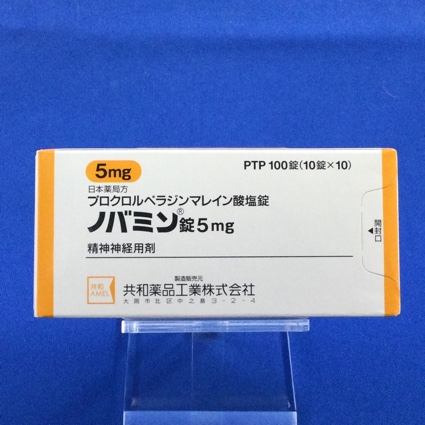 5mg
PTP 100錠(10錠×10)
日本薬局方
プロクロルペラジンマレイン酸塩錠
ノバミン®錠5mg
精神神経用剤
開封口
製造販売元
共和薬品工業株式会社
大阪市北区中之島3-2-4
共和
AMEL